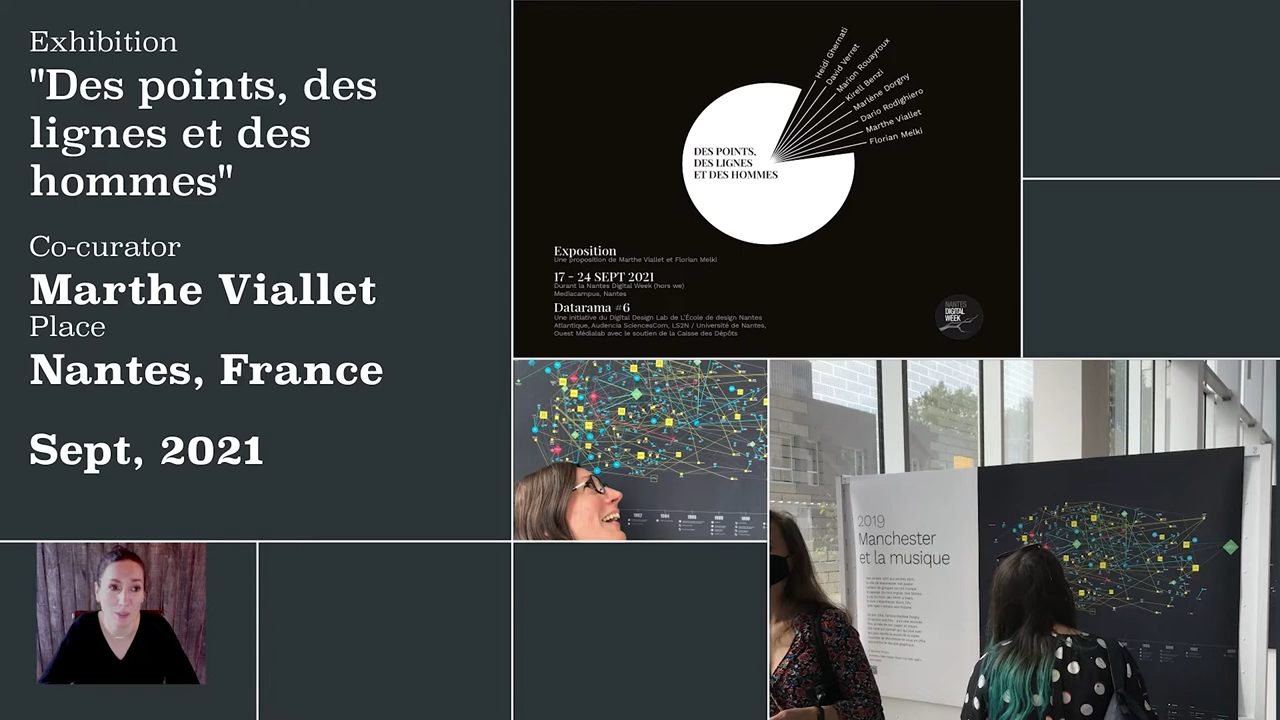 Exhibition
"Des points, des
lignes et des
hommes"
Co-curator
Marthe Viallet
Place
Nantes, France
Sept, 2021
Heidi Ghernati
David Verret
Marion Rouayroux
Kirell Benzi
Marlène Dorgny
Dario Rodighiero
Marthe Viallet
Florian Melki
DES POINTS,
DES LIGNES
ET DES HOMMES
Exposition
Une proposition de Marthe Viallet et Florian Melki
17 - 24 SEPT 2021
Durant la Nantes Digital Week (hors we)
Mediacampus, Nantes
Datarama #6
Une initiative du Digital Design Lab de L'École de design Nantes
Atlantique, Audencia SciencesCom, LS2N / Université de Nantes,
Ouest Médialab avec le soutien de la Caisse des Dépôts
NANTES
DIGITAL
WEEK
2019
Manchester
et la musique